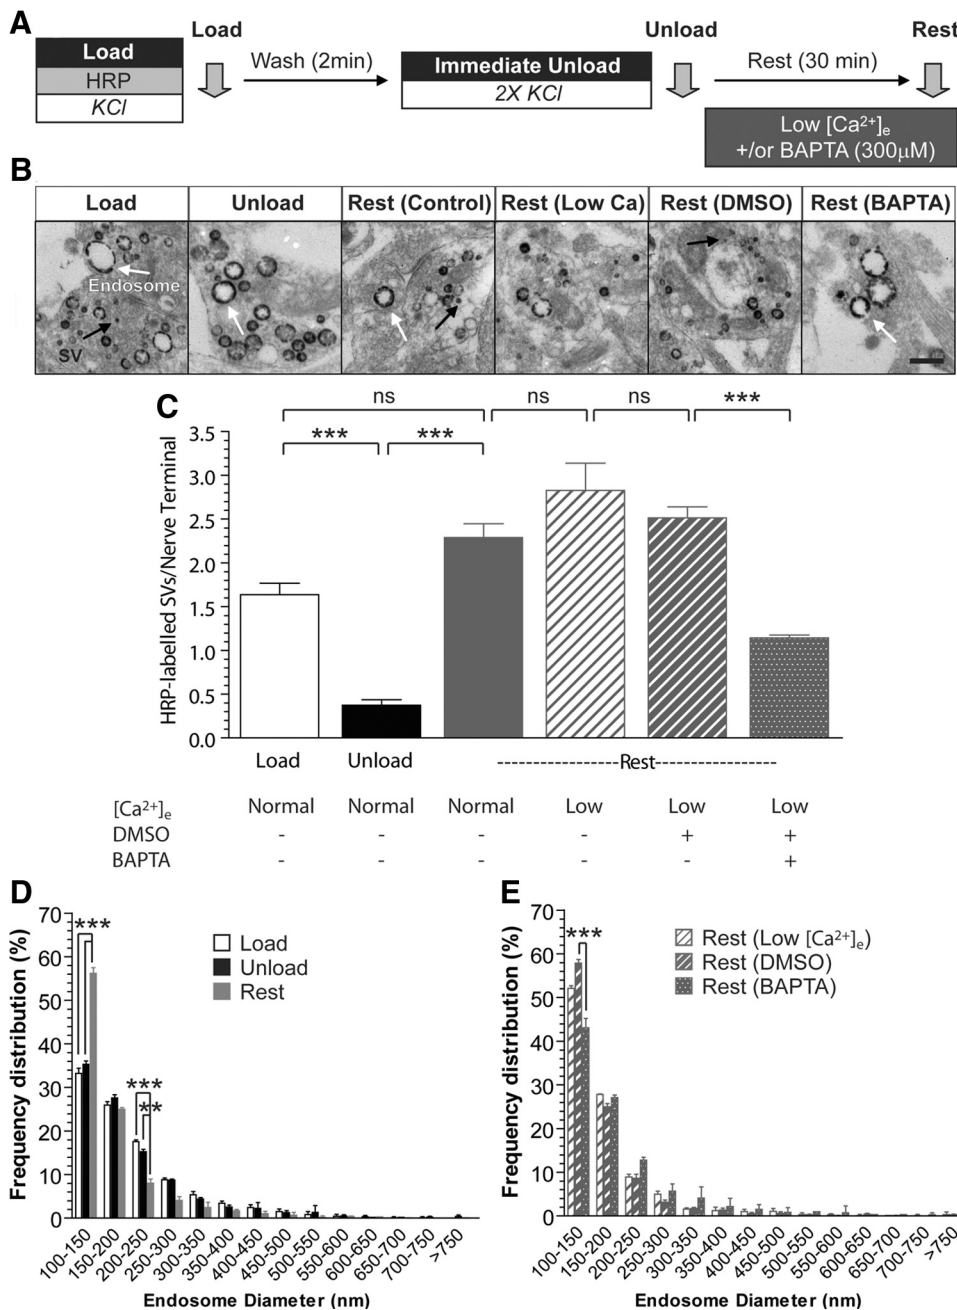 A
Load
HRP
KCl
Load
Wash (2min)
Immediate Unload
2X KCl
Unload
Rest (30 min)
Rest
Low [Ca²⁺]ₑ
+/or BAPTA (300µM)
B
Load
Unload
Rest (Control)
Rest (Low Ca)
Rest (DMSO)
Rest (BAPTA)
Endosome
SV
C
ns
ns
ns
***
***
***
HRP-labelled SVs/Nerve Terminal
3.5
3.0
2.5
2.0
1.5
1.0
0.5
0.0
Load
Unload
-----------------Rest-----------------
[Ca²⁺]ₑ Normal Normal Normal Low Low Low
DMSO - - - - + +
BAPTA - - - - - +
D
Frequency distribution (%)
70
60
50
40
30
20
10
0
***
***
**
Load
Unload
Rest
100-150
150-200
200-250
250-300
300-350
350-400
400-450
450-500
500-550
550-600
600-650
650-700
700-750
>750
Endosome Diameter (nm)
E
Frequency distribution (%)
70
60
50
40
30
20
10
0
***
Rest (Low [Ca²⁺]ₑ)
Rest (DMSO)
Rest (BAPTA)
100-150
150-200
200-250
250-300
300-350
350-400
400-450
450-500
500-550
550-600
600-650
650-700
700-750
>750
Endosome Diameter (nm)